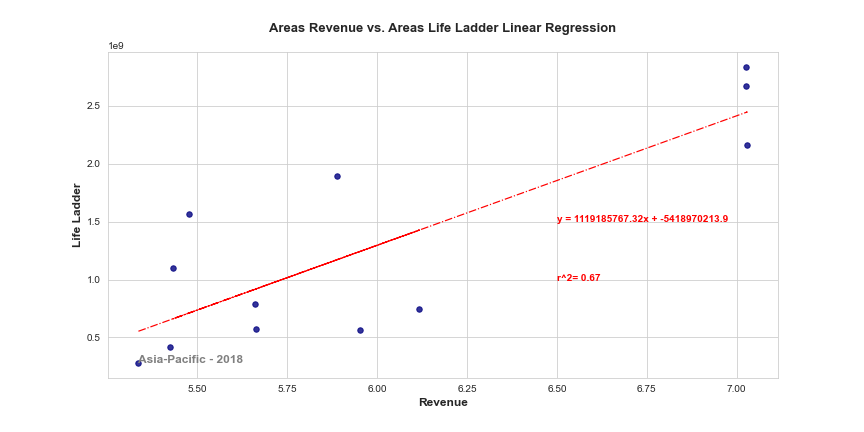 Areas Revenue vs. Areas Life Ladder Linear Regression
1e9
2.5
2.0
1.5
1.0
0.5
Life Ladder
y = 1119185767.32x + -5418970213.9
r^2= 0.67
Asia-Pacific - 2018
5.50 5.75 6.00 6.25 6.50 6.75 7.00
Revenue